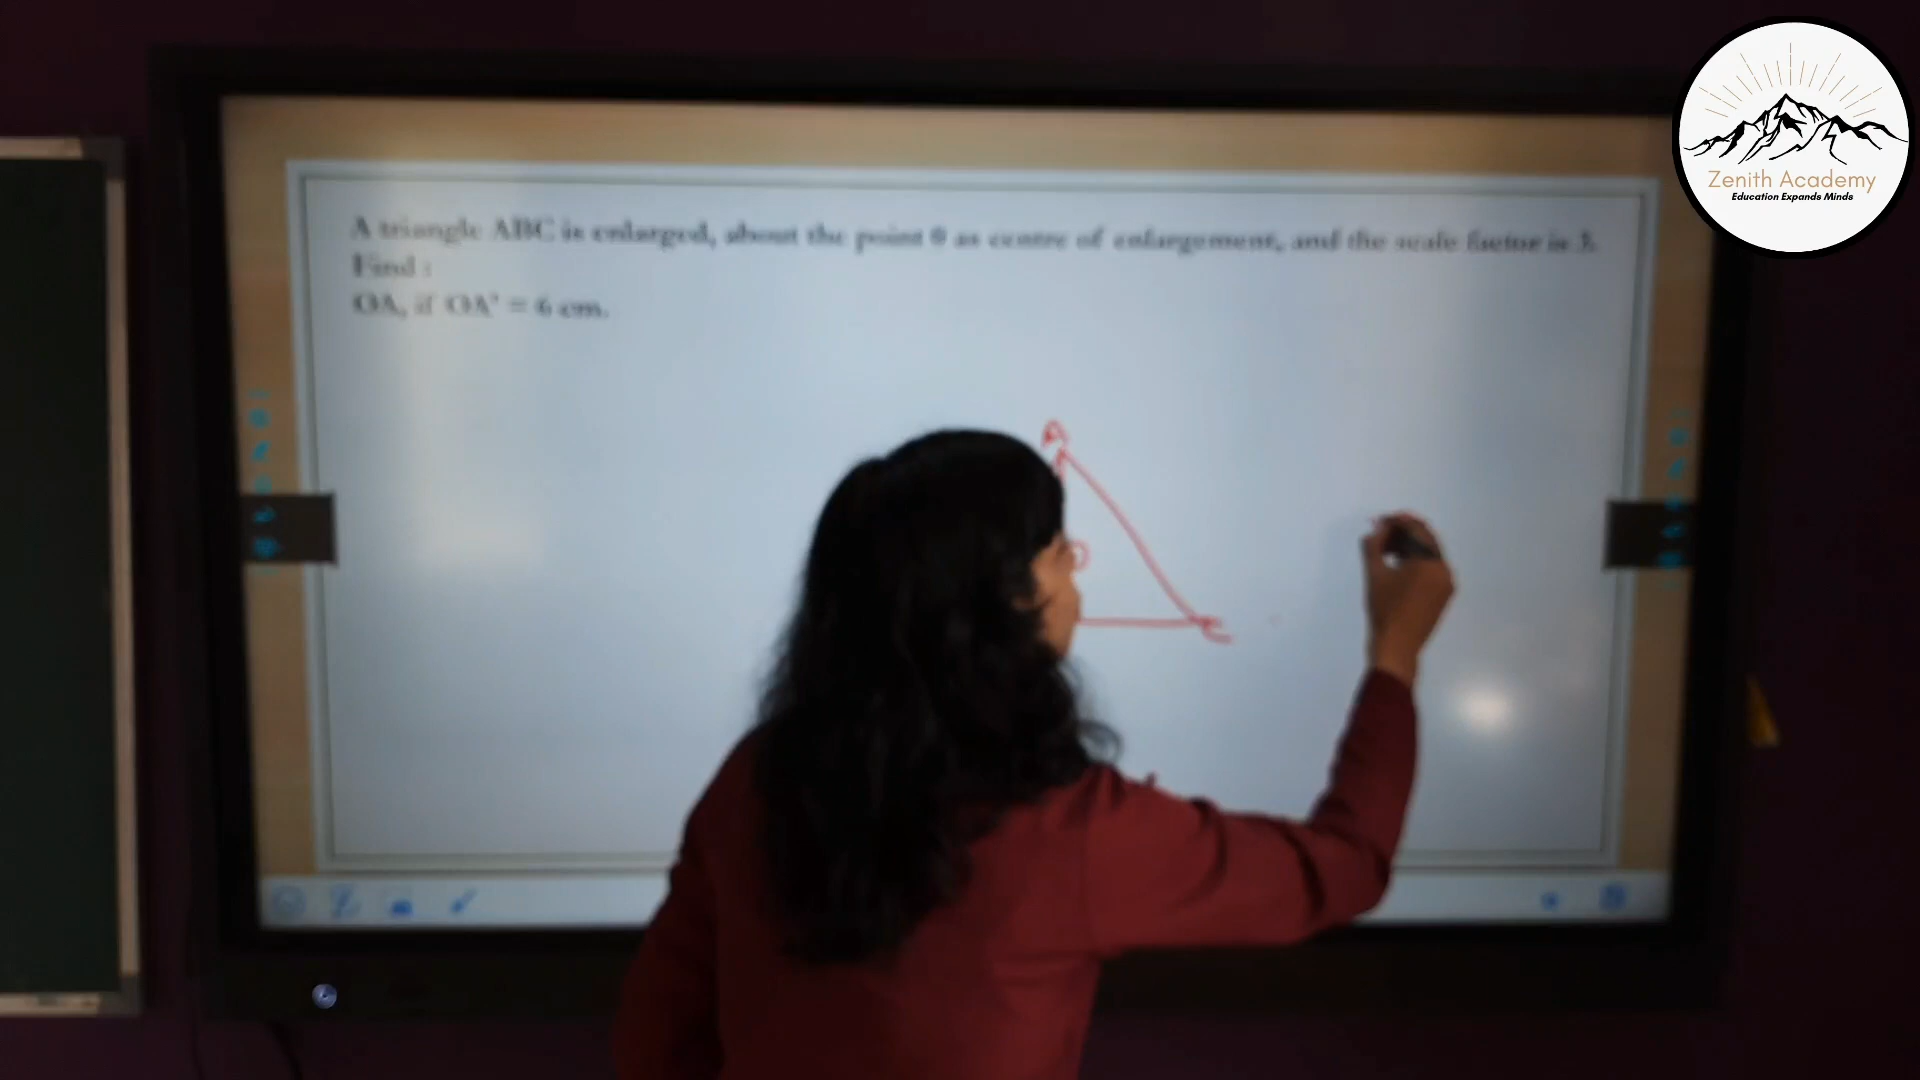 A triangle ABC is enlarged, about the point 0 as centre of enlargement, and the scale factor is 3.
Find :
OA, if OA' = 6 cm.
A
C
Zenith Academy
Education Expands Minds